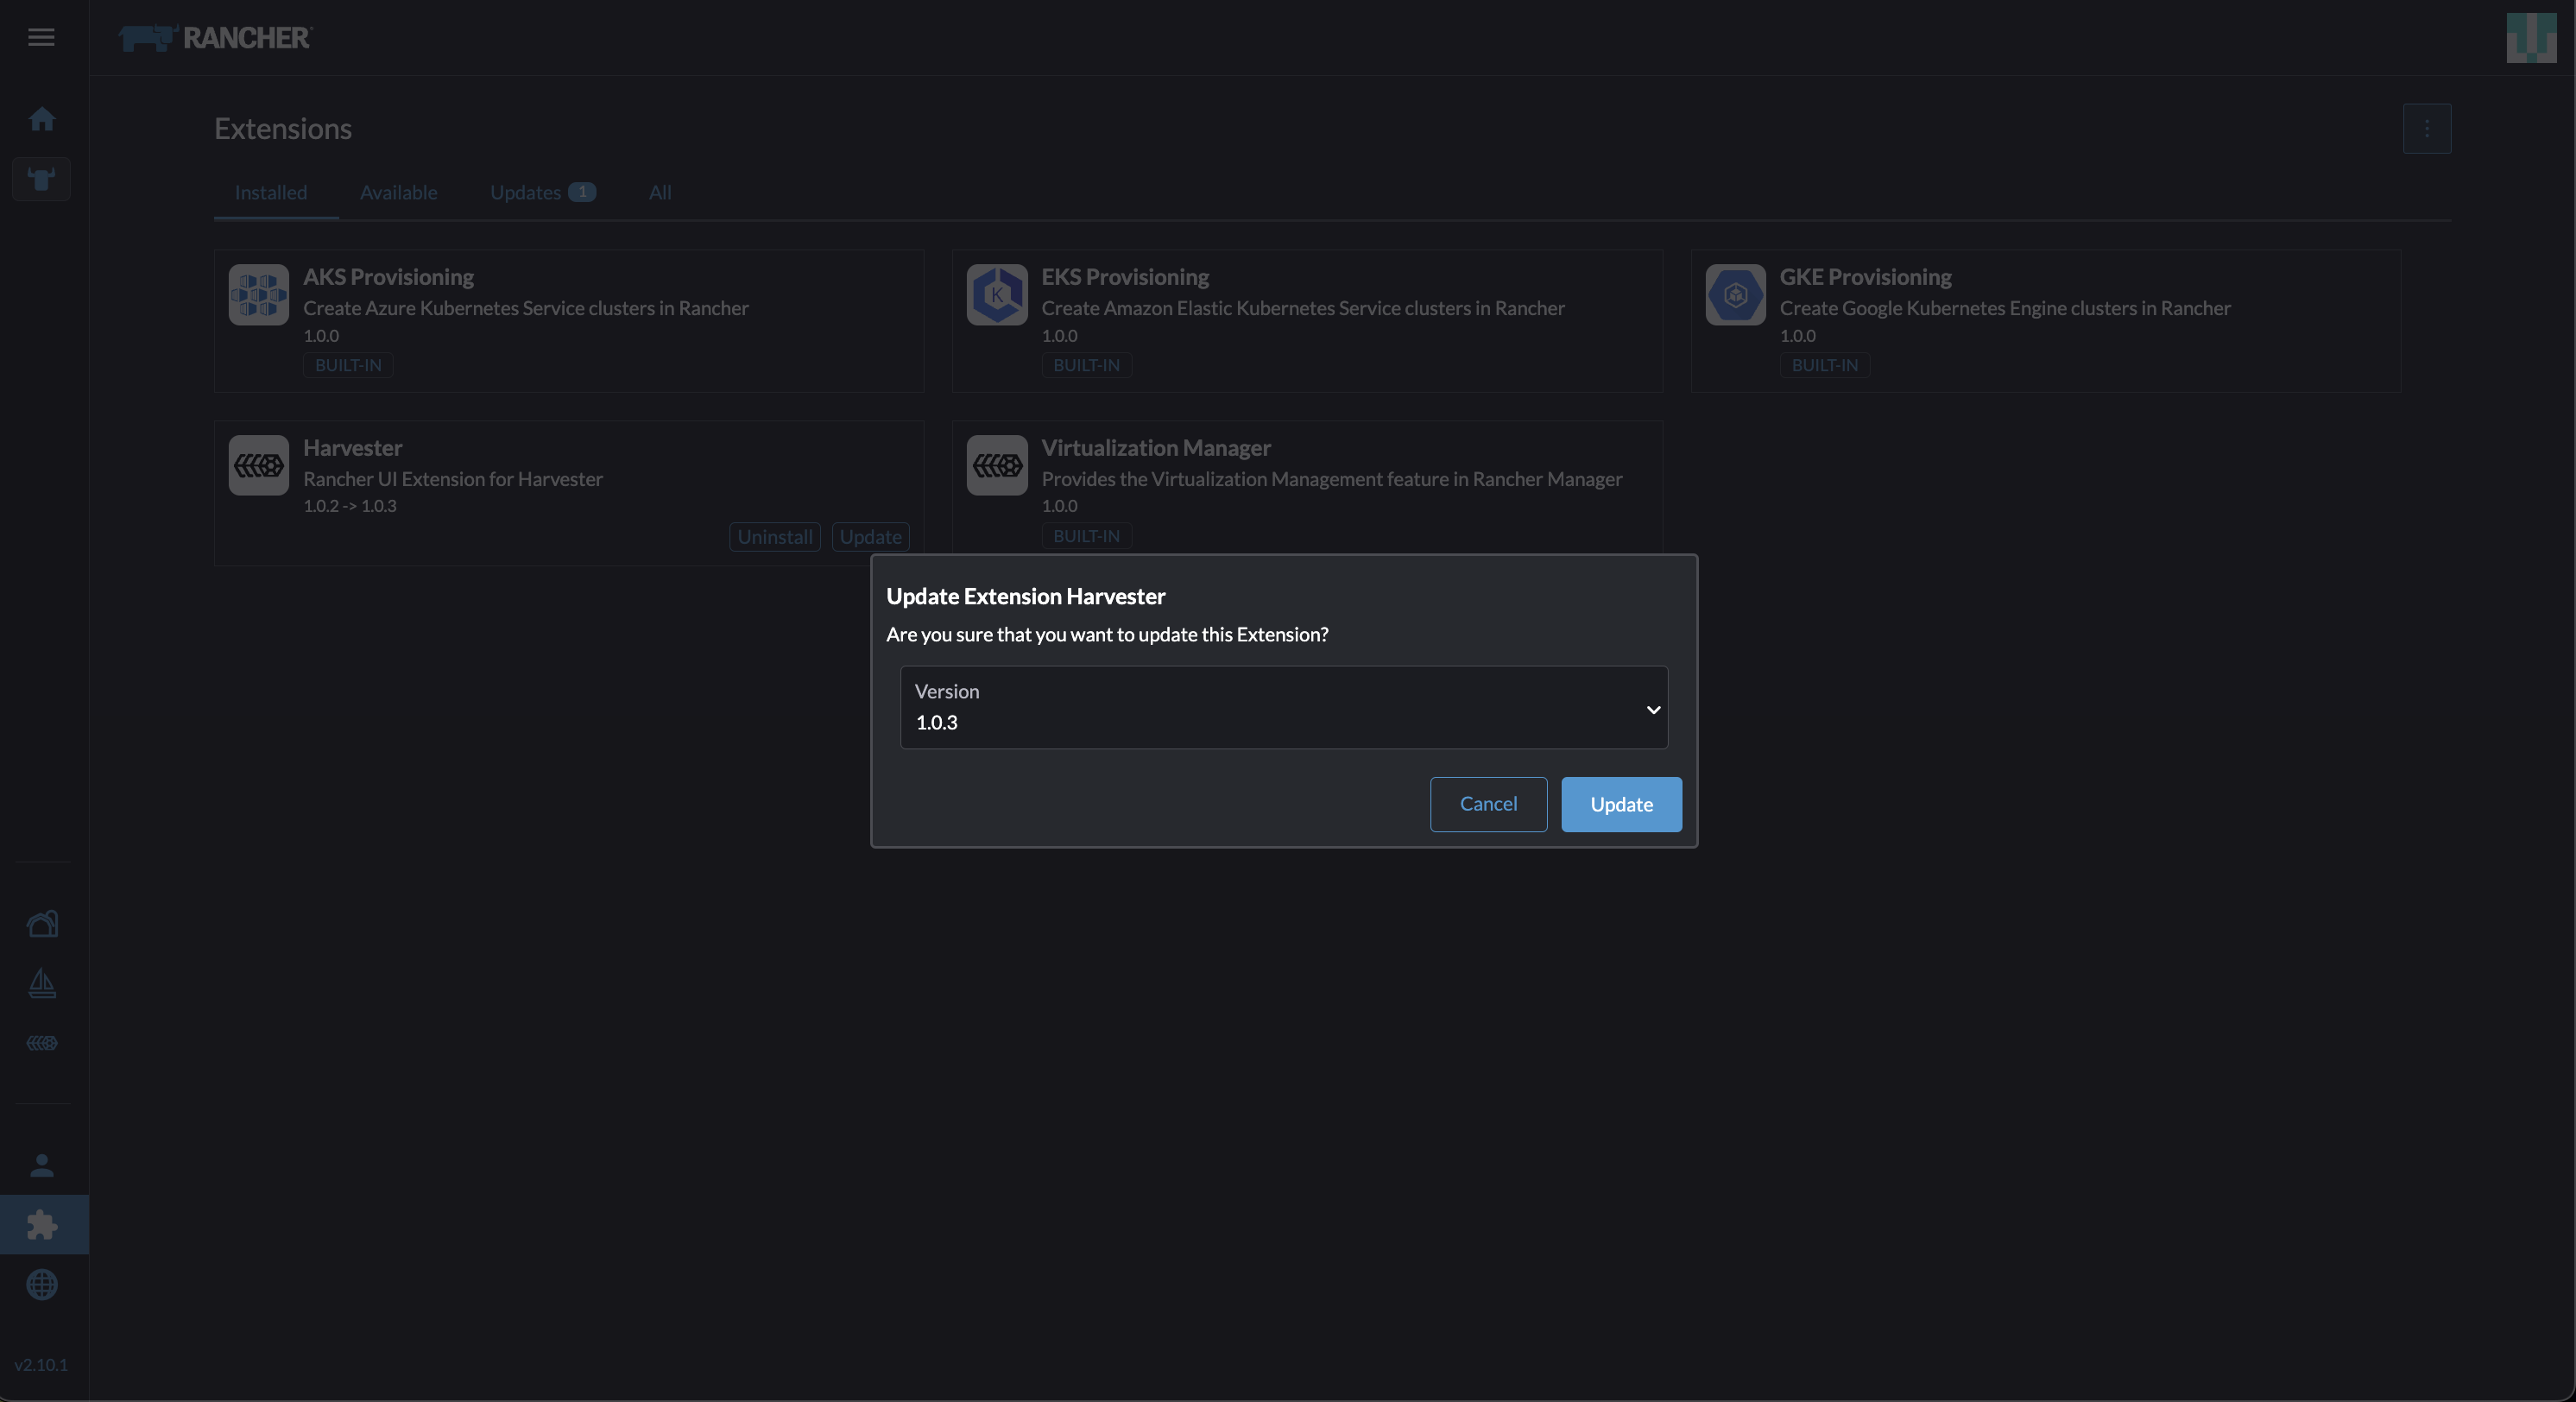 RANCHER
Extensions
Installed
Available
Updates 1
All
AKS Provisioning
Create Azure Kubernetes Service clusters in Rancher
1.0.0
BUILT-IN
EKS Provisioning
Create Amazon Elastic Kubernetes Service clusters in Rancher
1.0.0
BUILT-IN
GKE Provisioning
Create Google Kubernetes Engine clusters in Rancher
1.0.0
BUILT-IN
Harvester
Rancher UI Extension for Harvester
1.0.2 -> 1.0.3
Uninstall
Update
Virtualization Manager
Provides the Virtualization Management feature in Rancher Manager
1.0.0
BUILT-IN
Update Extension Harvester
Are you sure that you want to update this Extension?
Version
1.0.3
Cancel
Update
v2.10.1